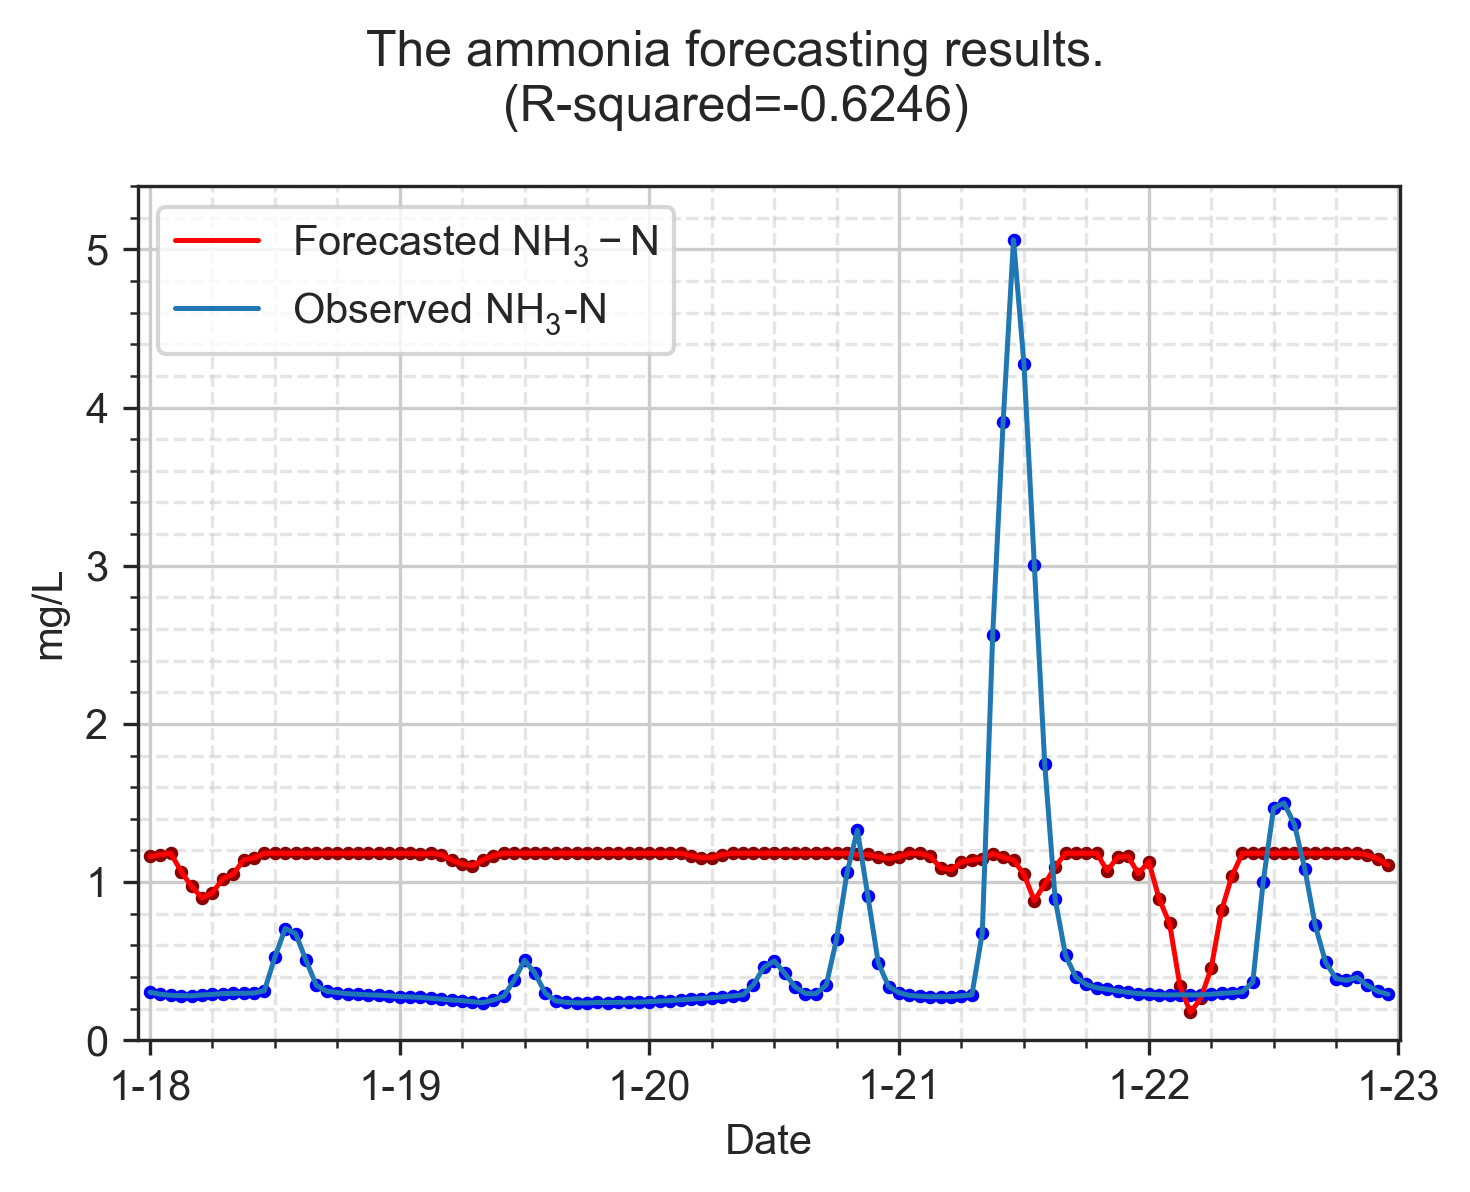 The ammonia forecasting results.
(R-squared=-0.6246)
Forecasted NH₃ − N
Observed NH₃-N
5
4
3
2
1
0
mg/L
1-18 1-19 1-20 1-21 1-22 1-23
Date